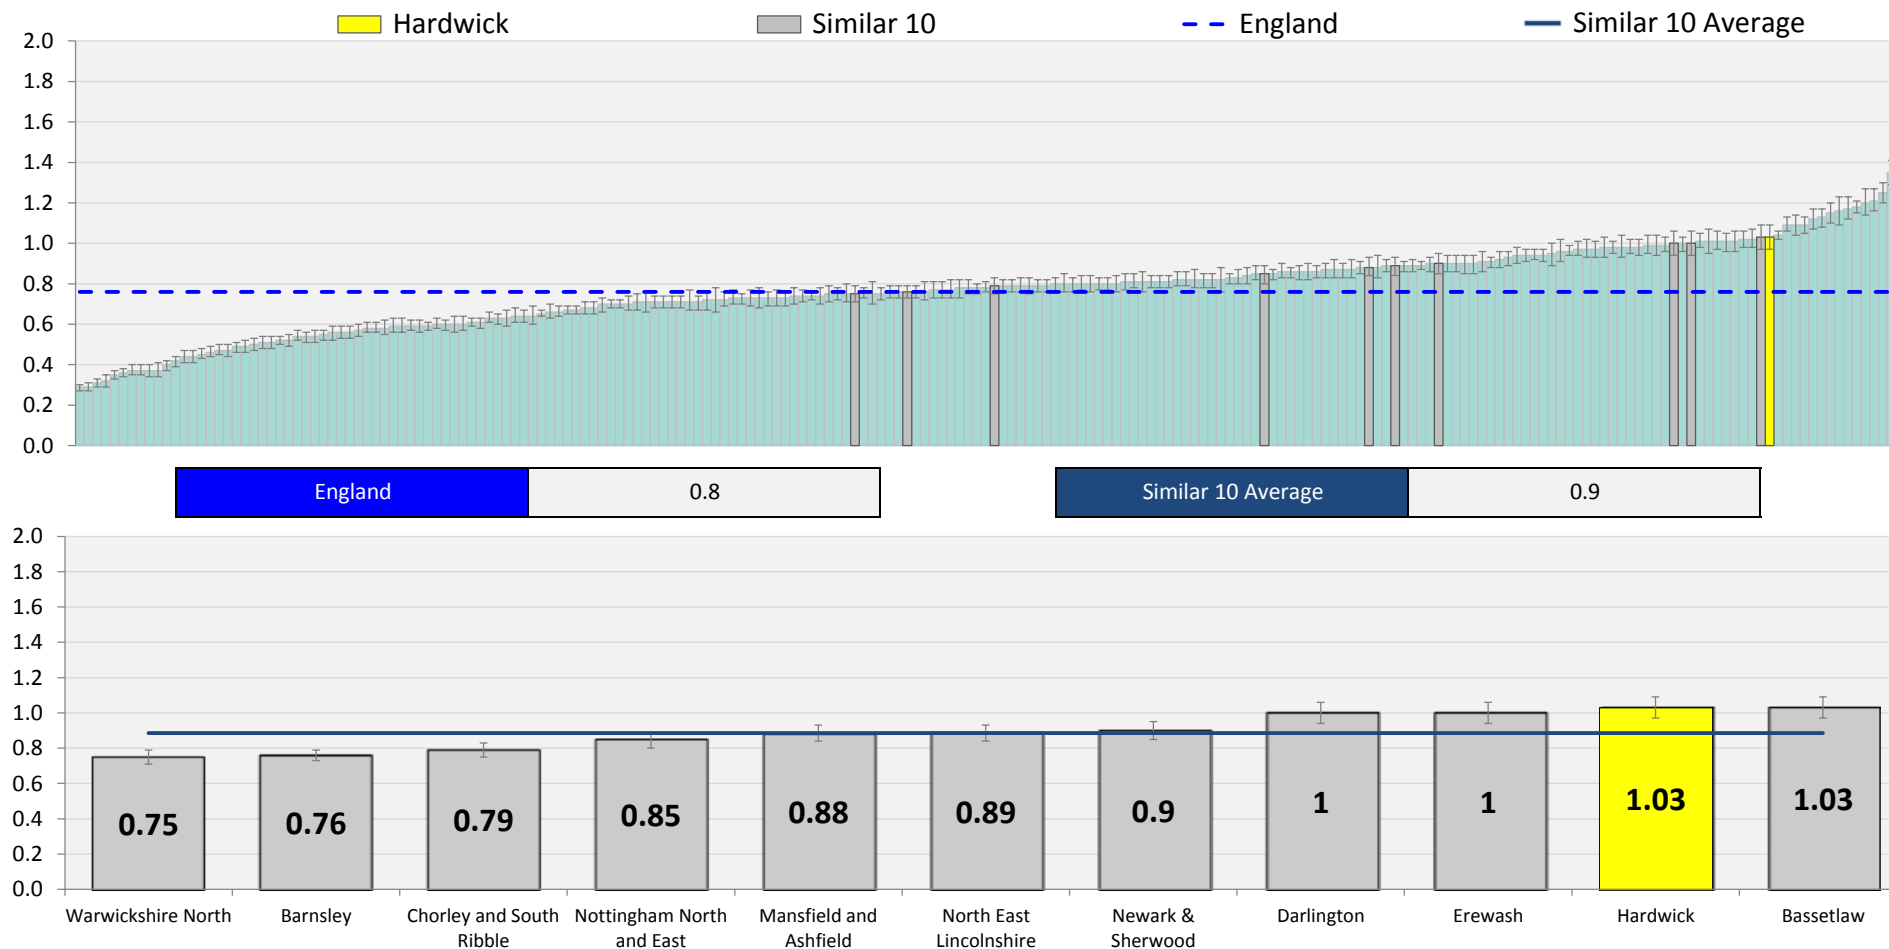 Hardwick
Similar 10
England
Similar 10 Average
2.0
1.8
1.6
1.4
1.2
1.0
0.8
0.6
0.4
0.2
0.0
England 0.8
Similar 10 Average 0.9
2.0
1.8
1.6
1.4
1.2
1.0
0.8
0.6
0.4
0.2
0.0
0.75
0.76
0.79
0.85
0.88
0.89
0.9
1
1
1.03
1.03
Warwickshire North
Barnsley
Chorley and South
Ribble
Nottingham North
and East
Mansfield and
Ashfield
North East
Lincolnshire
Newark &
Sherwood
Darlington
Erewash
Hardwick
Bassetlaw